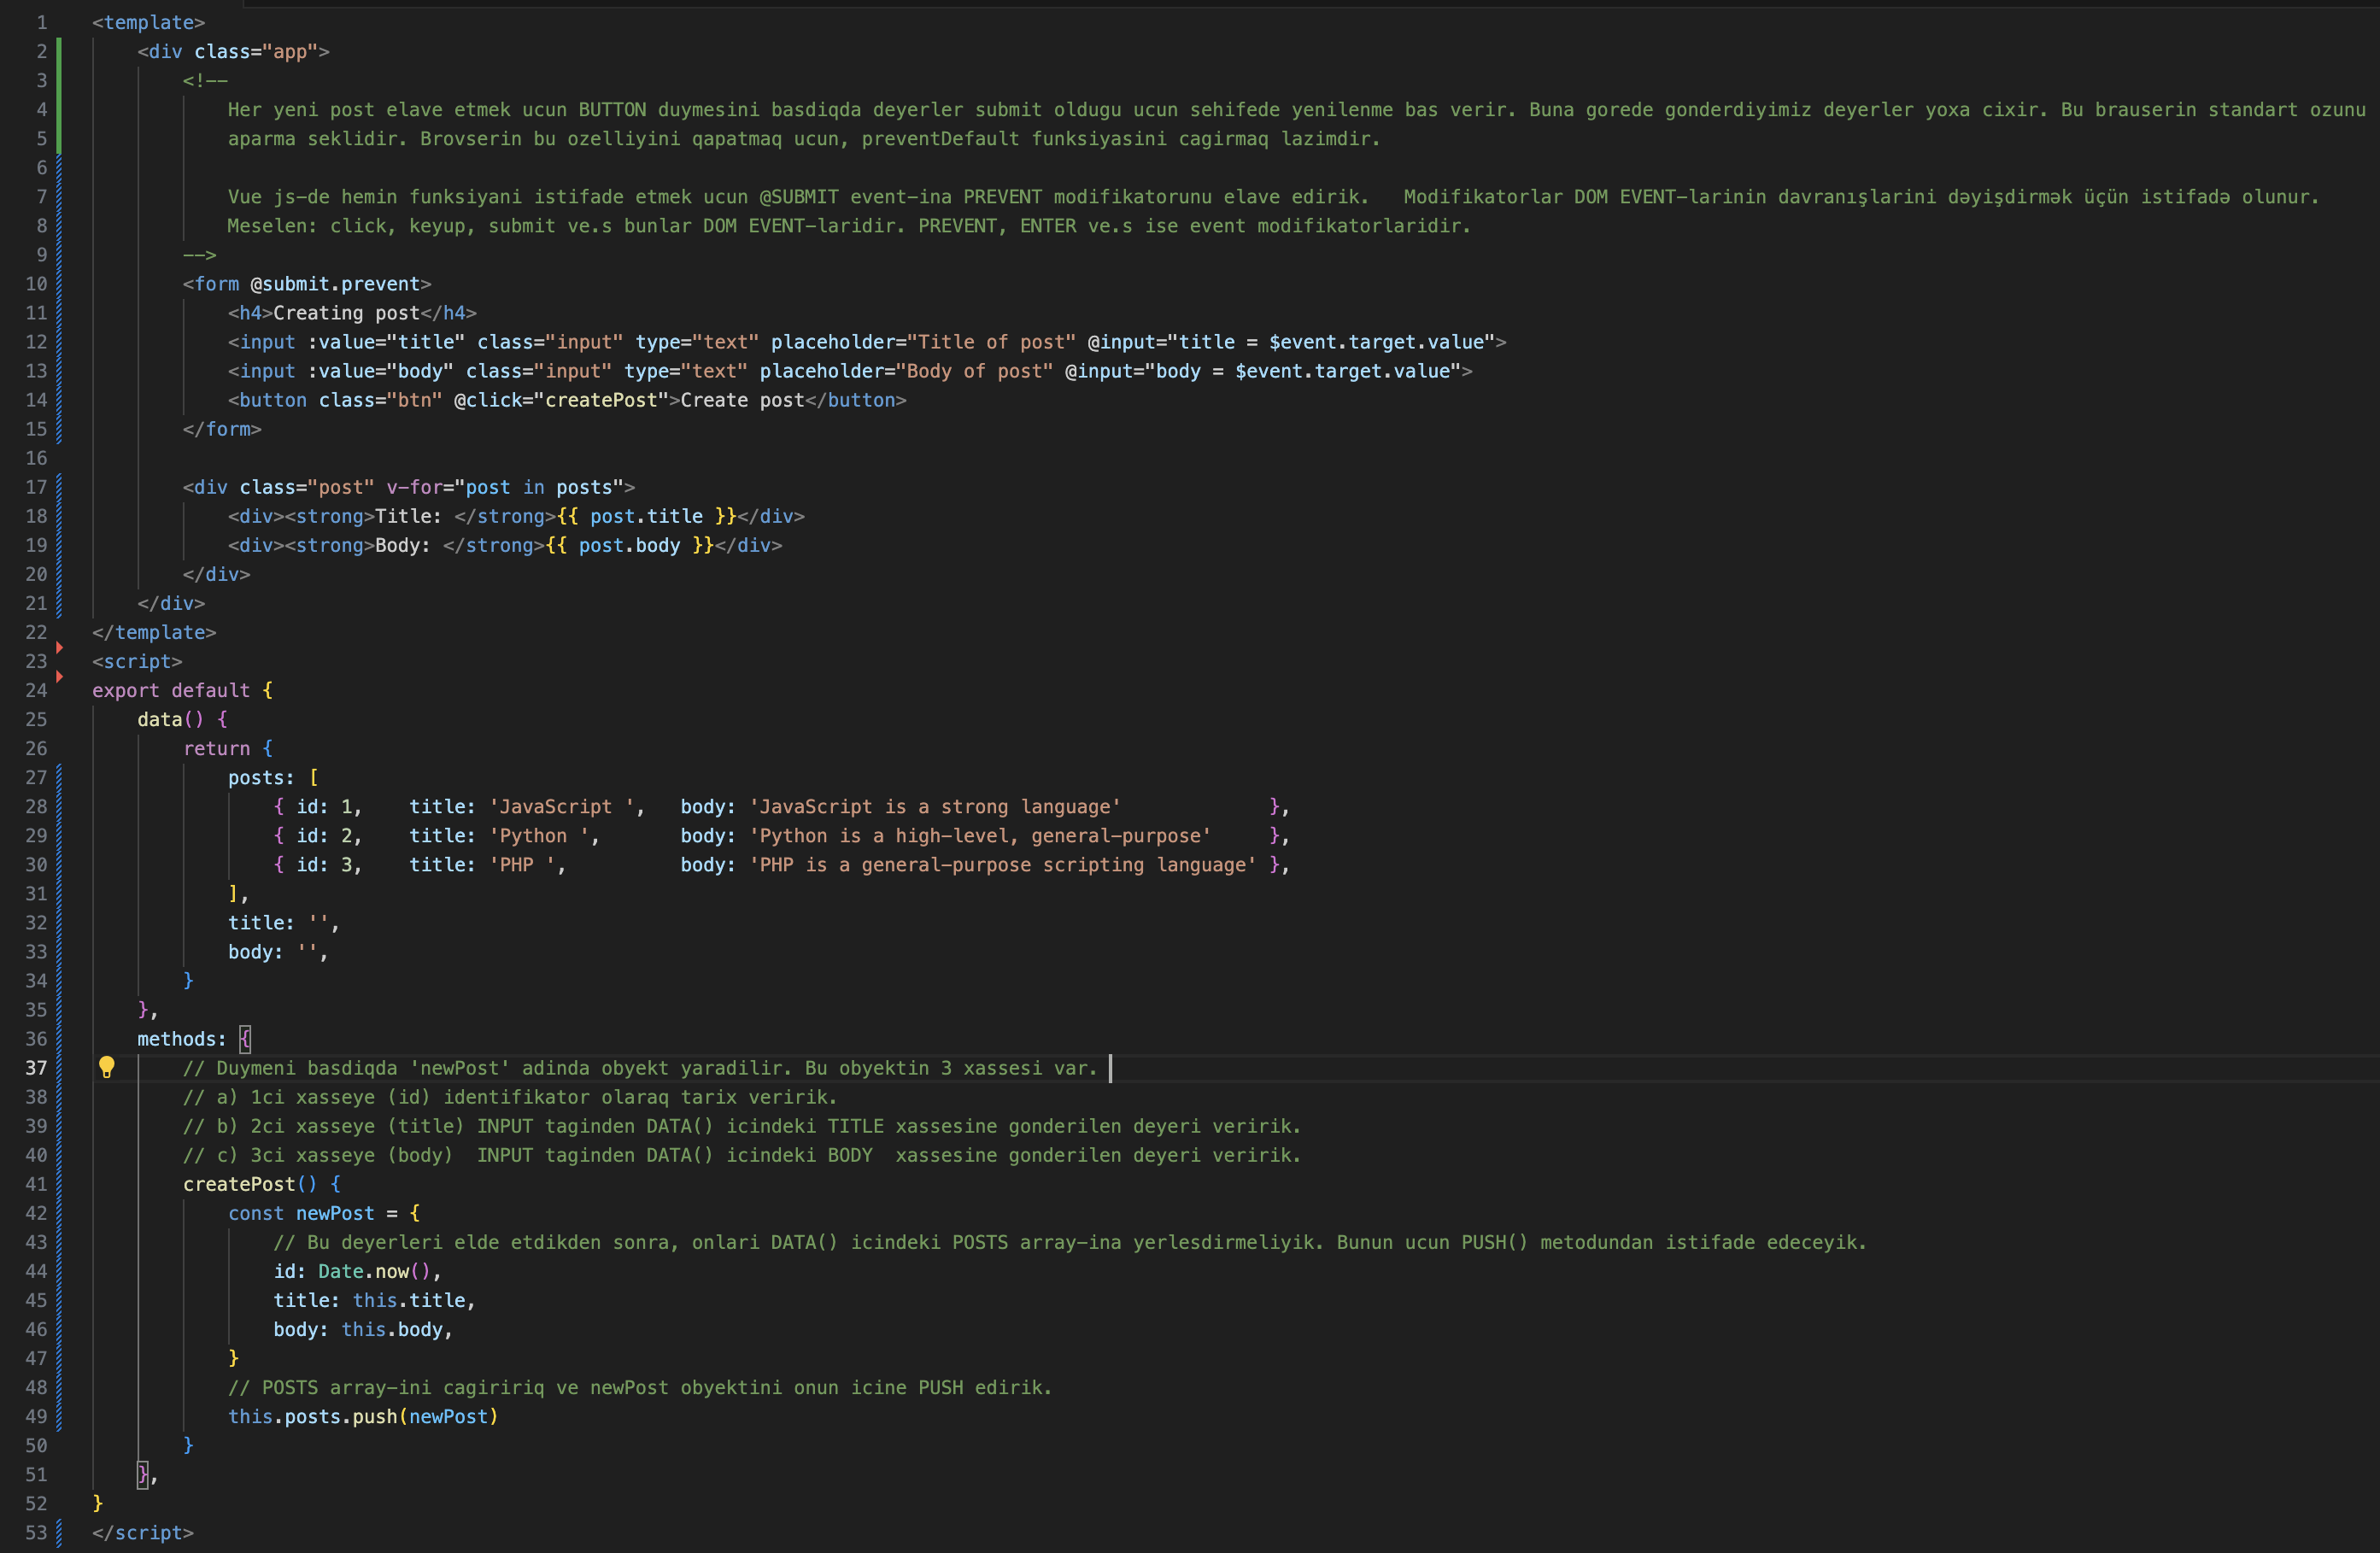 1 <template>
2 <div class="app">
3 <!--
4 Her yeni post elave etmek ucun BUTTON duymesini basdiqda deyerler submit oldugu ucun sehifede yenilenme bas verir. Buna gorede gonderdiyimiz deyerler yoxa cixir. Bu brauserin standart ozunu
5 aparma seklidir. Brovserin bu ozelliyini qapatmaq ucun, preventDefault funksiyasini cagirmaq lazimdir.
6
7 Vue js-de hemin funksiyani istifade etmek ucun @SUBMIT event-ina PREVENT modifikatorunu elave edirik.   Modifikatorlar DOM EVENT-larinin davranışlarini dəyişdirmək üçün istifadə olunur.
8 Meselen: click, keyup, submit ve.s bunlar DOM EVENT-laridir. PREVENT, ENTER ve.s ise event modifikatorlaridir.
9 -->
10 <form @submit.prevent>
11 <h4>Creating post</h4>
12 <input :value="title" class="input" type="text" placeholder="Title of post" @input="title = $event.target.value">
13 <input :value="body" class="input" type="text" placeholder="Body of post" @input="body = $event.target.value">
14 <button class="btn" @click="createPost">Create post</button>
15 </form>
16
17 <div class="post" v-for="post in posts">
18 <div><strong>Title: </strong>{{ post.title }}</div>
19 <div><strong>Body: </strong>{{ post.body }}</div>
20 </div>
21 </div>
22 </template>
23 <script>
24 export default {
25 data() {
26 return {
27 posts: [
28 { id: 1,    title: 'JavaScript ',   body: 'JavaScript is a strong language'             },
29 { id: 2,    title: 'Python ',       body: 'Python is a high-level, general-purpose'     },
30 { id: 3,    title: 'PHP ',          body: 'PHP is a general-purpose scripting language' },
31 ],
32 title: '',
33 body: '',
34 }
35 },
36 methods: {
37 // Duymeni basdiqda 'newPost' adinda obyekt yaradilir. Bu obyektin 3 xassesi var.
38 // a) 1ci xasseye (id) identifikator olaraq tarix veririk.
39 // b) 2ci xasseye (title) INPUT taginden DATA() icindeki TITLE xassesine gonderilen deyeri veririk.
40 // c) 3ci xasseye (body)  INPUT taginden DATA() icindeki BODY  xassesine gonderilen deyeri veririk.
41 createPost() {
42 const newPost = {
43 // Bu deyerleri elde etdikden sonra, onlari DATA() icindeki POSTS array-ina yerlesdirmeliyik. Bunun ucun PUSH() metodundan istifade edeceyik.
44 id: Date.now(),
45 title: this.title,
46 body: this.body,
47 }
48 // POSTS array-ini cagiririq ve newPost obyektini onun icine PUSH edirik.
49 this.posts.push(newPost)
50 }
51 },
52 }
53 </script>